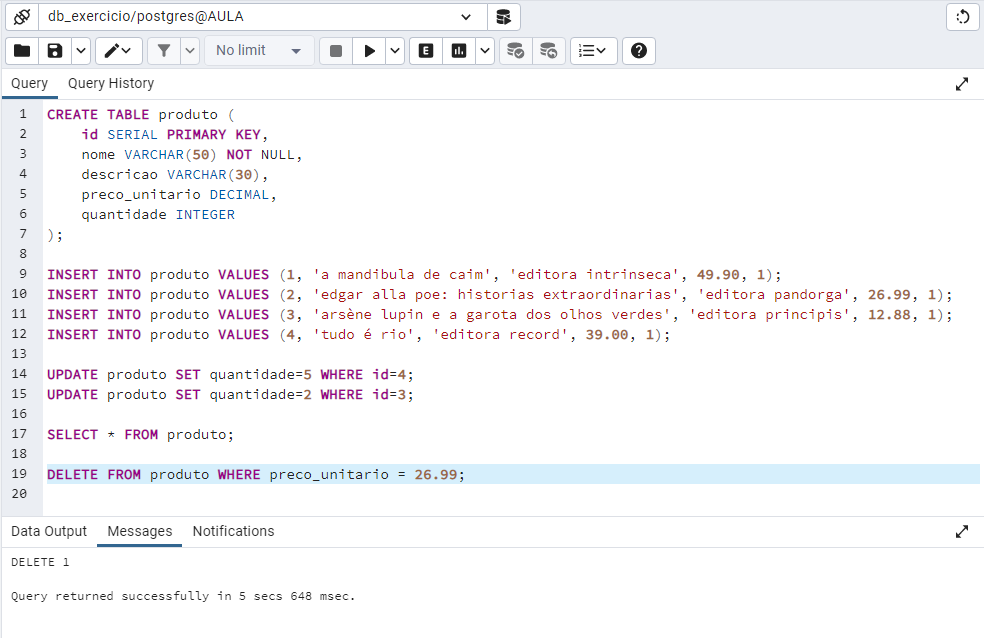 db_exercicio/postgres@AULA
No limit
E
Query Query History
1 CREATE TABLE produto (
2 id SERIAL PRIMARY KEY,
3 nome VARCHAR(50) NOT NULL,
4 descricao VARCHAR(30),
5 preco_unitario DECIMAL,
6 quantidade INTEGER
7 );
8
9 INSERT INTO produto VALUES (1, 'a mandibula de caim', 'editora intrinseca', 49.90, 1);
10 INSERT INTO produto VALUES (2, 'edgar alla poe: historias extraordinarias', 'editora pandorga', 26.99, 1);
11 INSERT INTO produto VALUES (3, 'arsène lupin e a garota dos olhos verdes', 'editora principis', 12.88, 1);
12 INSERT INTO produto VALUES (4, 'tudo é rio', 'editora record', 39.00, 1);
13
14 UPDATE produto SET quantidade=5 WHERE id=4;
15 UPDATE produto SET quantidade=2 WHERE id=3;
16
17 SELECT * FROM produto;
18
19 DELETE FROM produto WHERE preco_unitario = 26.99;
20
Data Output Messages Notifications
DELETE 1
Query returned successfully in 5 secs 648 msec.